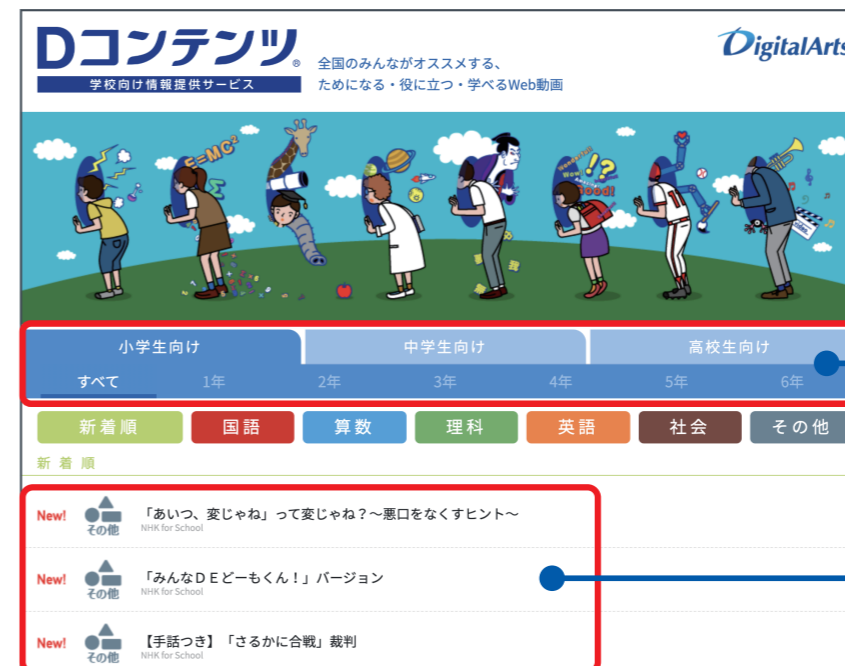 Dコンテンツ®
学校向け情報提供サービス
全国のみんながオススメする、
ためになる・役に立つ・学べるWeb動画
DigitalArts
E=MC²
Σ
!?
Good!
10
小学生向け 中学生向け 高校生向け
すべて 1年 2年 3年 4年 5年 6年
新着順 国語 算数 理科 英語 社会 その他
新着順
New! その他 「あいつ、変じゃね」って変じゃね?～悪口をなくすヒント～
NHK for School
New! その他 「みんなDEどーもくん!」バージョン
NHK for School
New! その他 【手話つき】「さるかに合戦」裁判
NHK for School